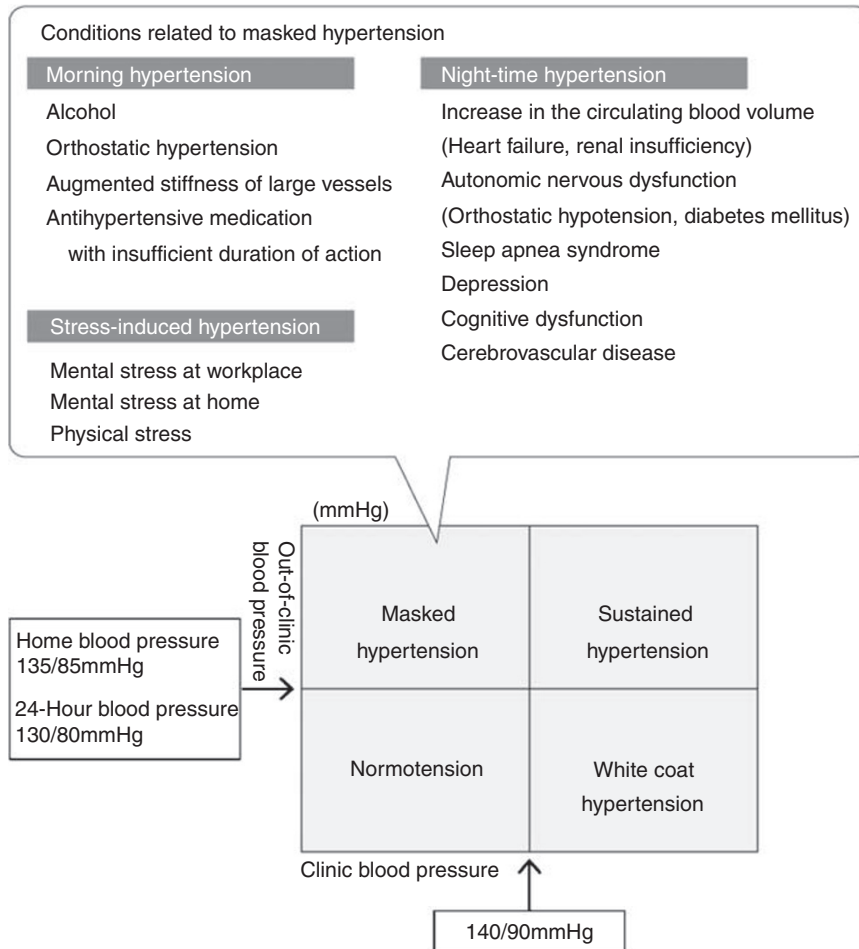 Conditions related to masked hypertension
Morning hypertension
Alcohol
Orthostatic hypertension
Augmented stiffness of large vessels
Antihypertensive medication
with insufficient duration of action
Stress-induced hypertension
Mental stress at workplace
Mental stress at home
Physical stress
Night-time hypertension
Increase in the circulating blood volume
(Heart failure, renal insufficiency)
Autonomic nervous dysfunction
(Orthostatic hypotension, diabetes mellitus)
Sleep apnea syndrome
Depression
Cognitive dysfunction
Cerebrovascular disease
(mmHg)
Out-of-clinic
blood pressure
Masked
hypertension
Sustained
hypertension
Home blood pressure
135/85mmHg
24-Hour blood pressure
130/80mmHg
Normotension
White coat
hypertension
Clinic blood pressure
140/90mmHg